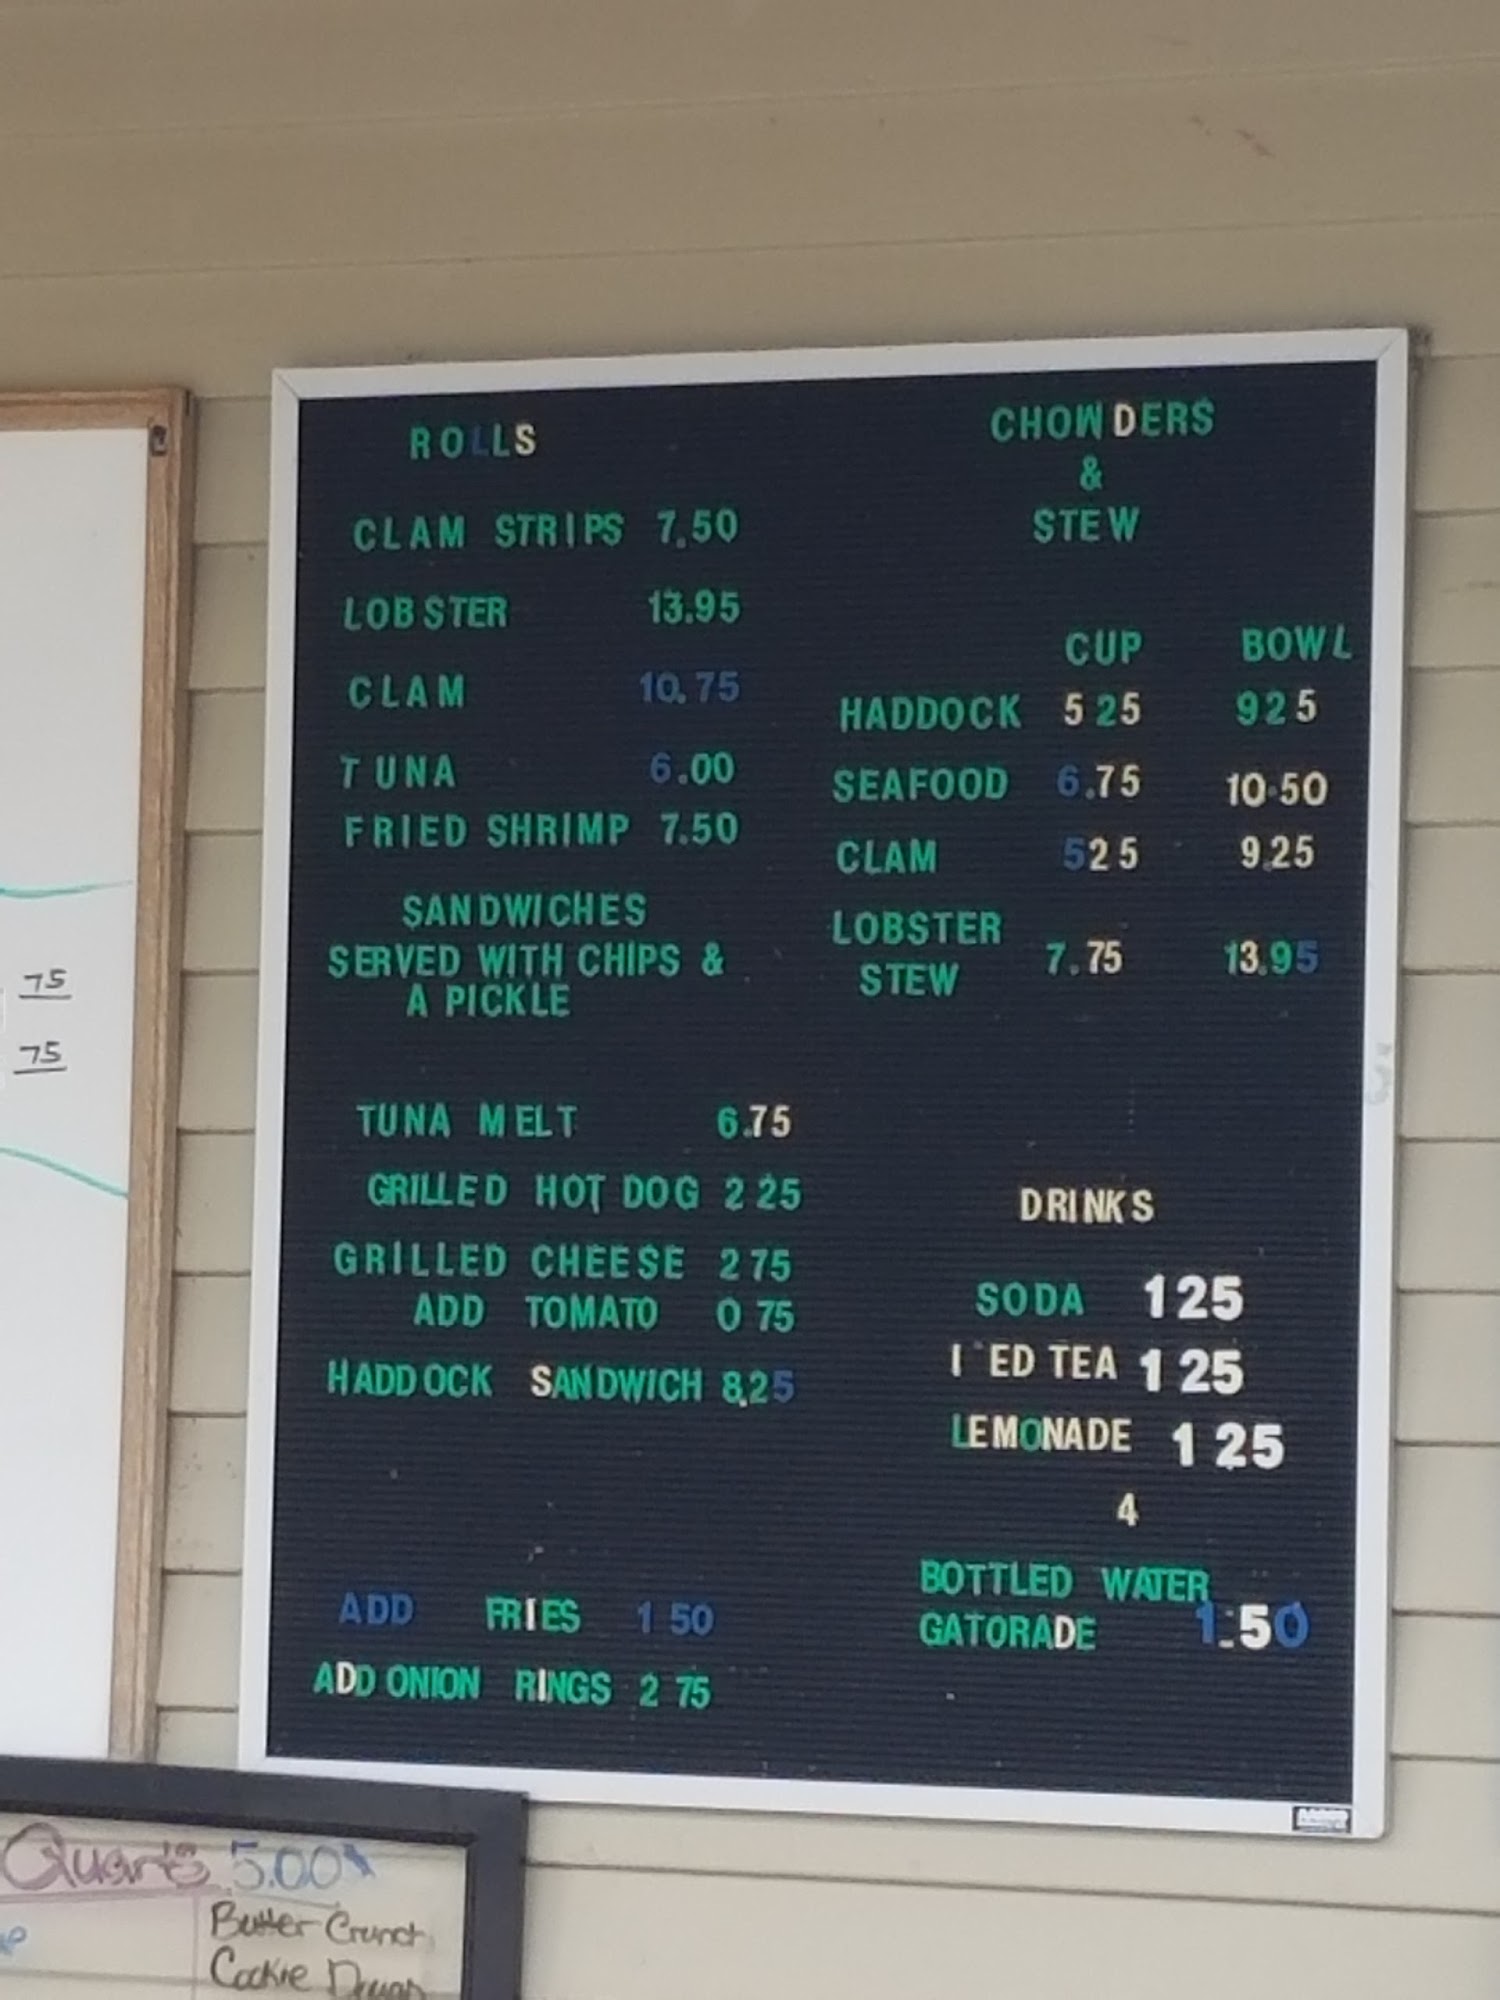 ROLLS
CLAM STRIPS 7.50
LOBSTER 13.95
CLAM 10.75
TUNA 6.00
FRIED SHRIMP 7.50
SANDWICHES
SERVED WITH CHIPS &
A PICKLE
TUNA MELT 6.75
GRILLED HOT DOG 2 25
GRILLED CHEESE 2 75
ADD TOMATO 0 75
HADDOCK SANDWICH 8.25
ADD FRIES 1 50
ADD ONION RINGS 2 75
CHOWDERS
&
STEW
CUP BOWL
HADDOCK 5 25 9 25
SEAFOOD 6.75 10.50
CLAM 5 25 9.25
LOBSTER
STEW 7.75 13.95
DRINKS
SODA 1 25
I ED TEA 1 25
LEMONADE 1 25
4
BOTTLED WATER
GATORADE 1.50
75
75
Quarts 5.00
Butter Crunch
Cookie Dough